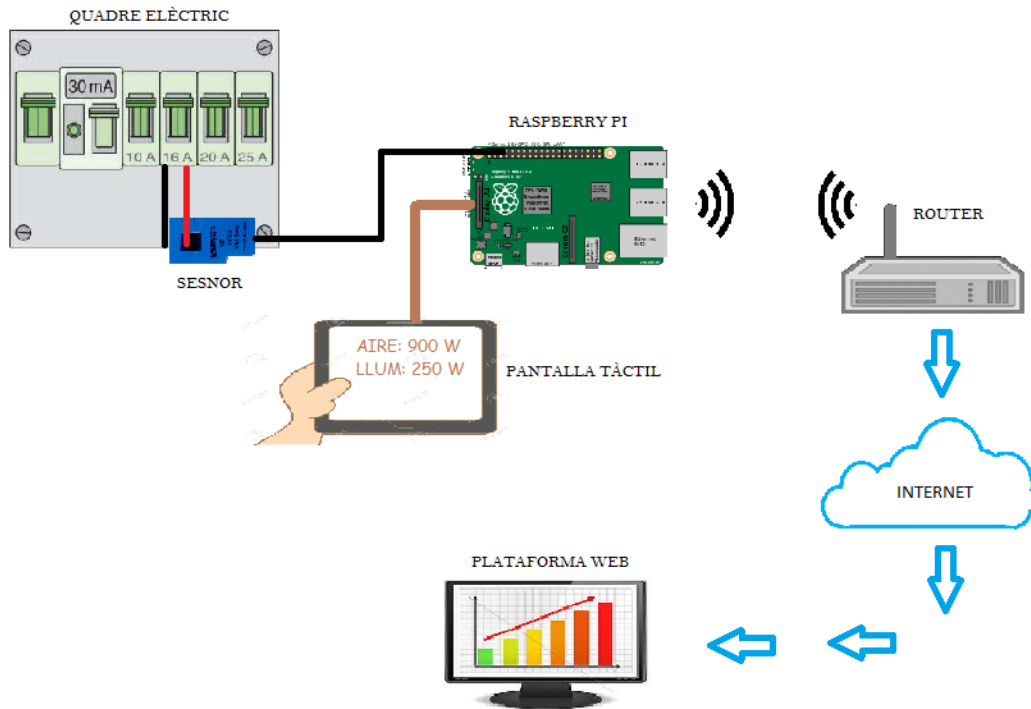 QUADRE ELÈCTRIC
30 mA
10 A 16 A 20 A 25 A
SESNOR
RASPBERRY PI
ROUTER
AIRE: 900 W
LLUM: 250 W
PANTALLA TÀCTIL
INTERNET
PLATAFORMA WEB